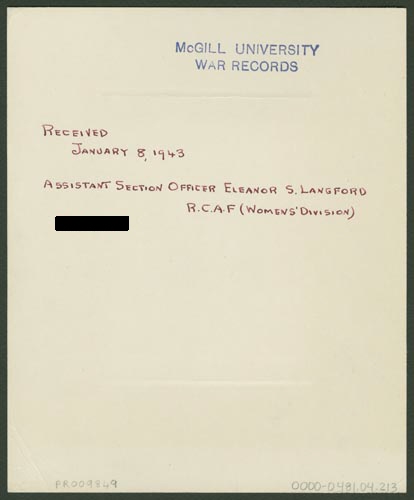 McGILL UNIVERSITY
WAR RECORDS
RECEIVED
JANUARY 8, 1943
ASSISTANT SECTION OFFICER ELEANOR S. LANGFORD
R.C.A.F (WOMENS' DIVISION)
PR009849
0000-0481.04.213